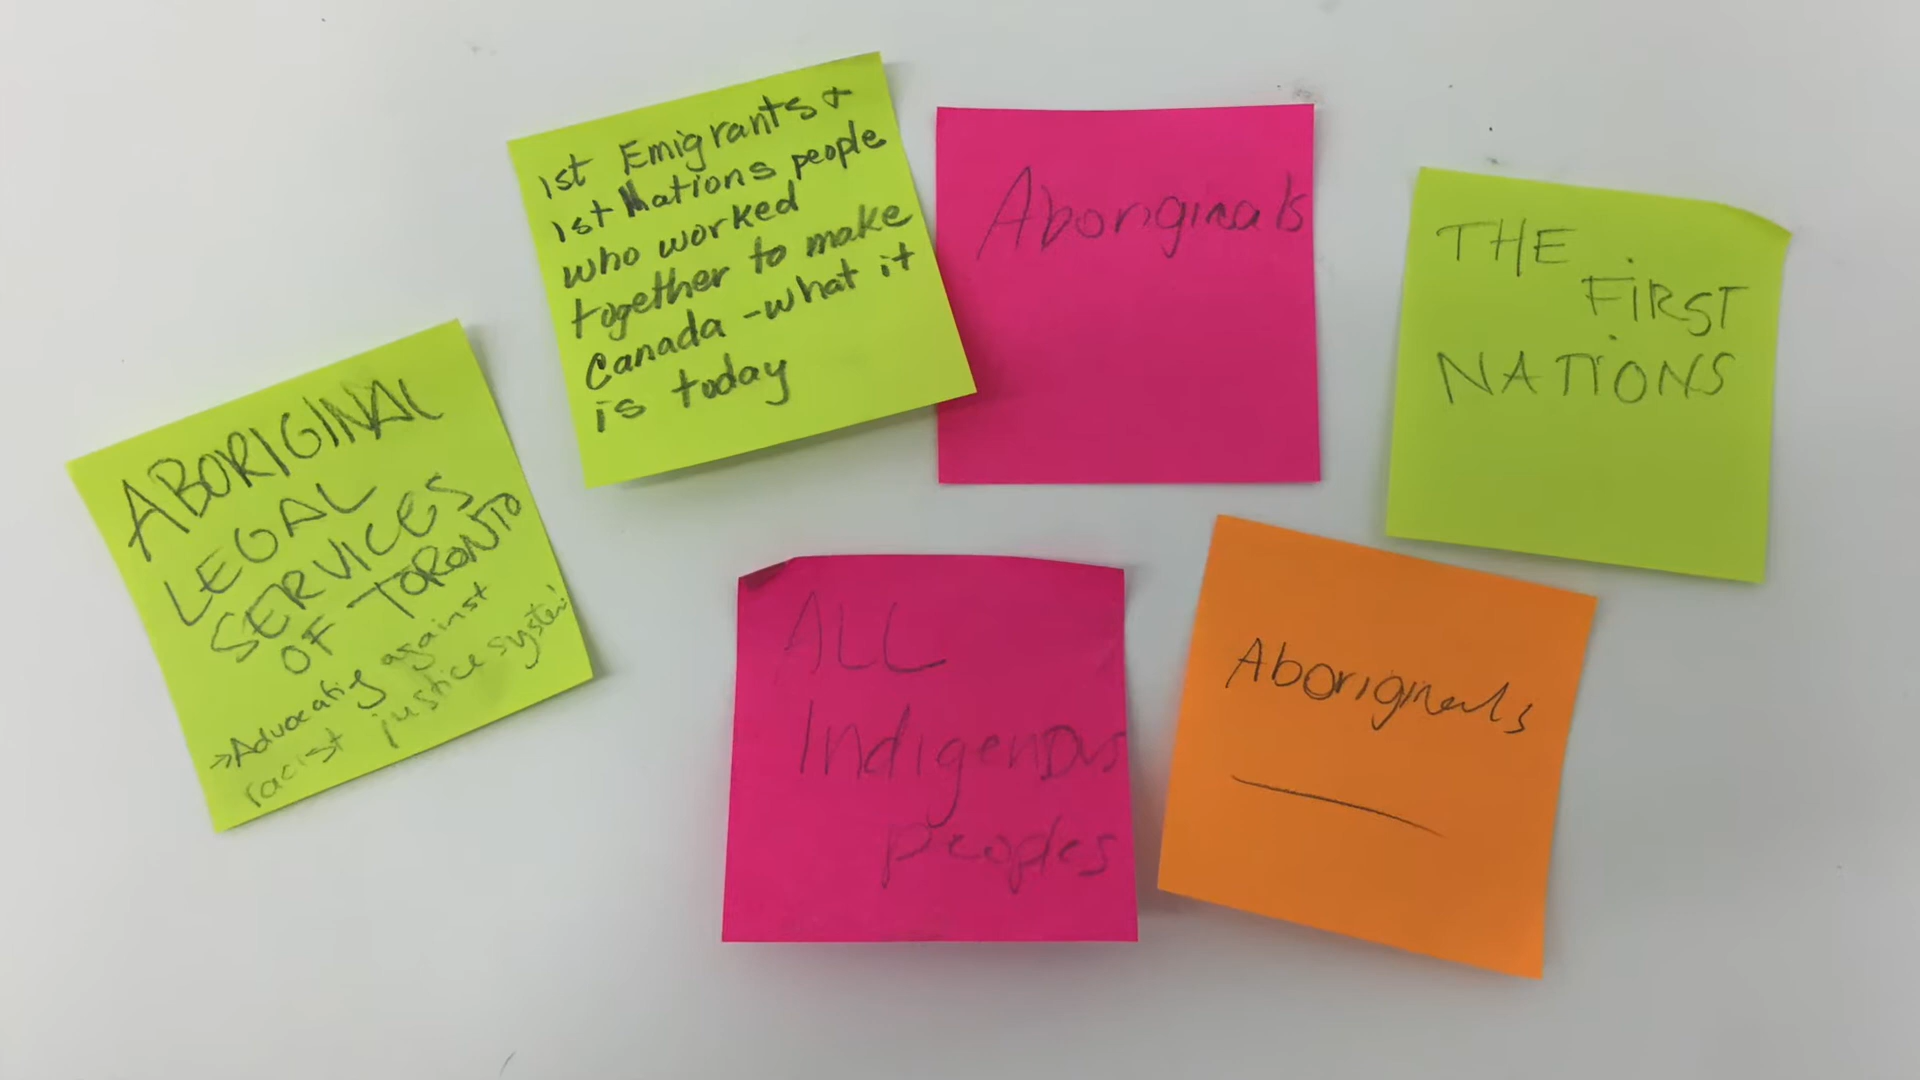 ABORIGINAL
LEGAL
SERVICES
OF TORONTO
→Advocatig against
racist justice system
1st Emigrants +
1st Nations people
who worked
together to make
Canada - what it
is today
Aboriginals
THE
FIRST
NATIONS
ALL
Indigenous
peoples
Aboriginals